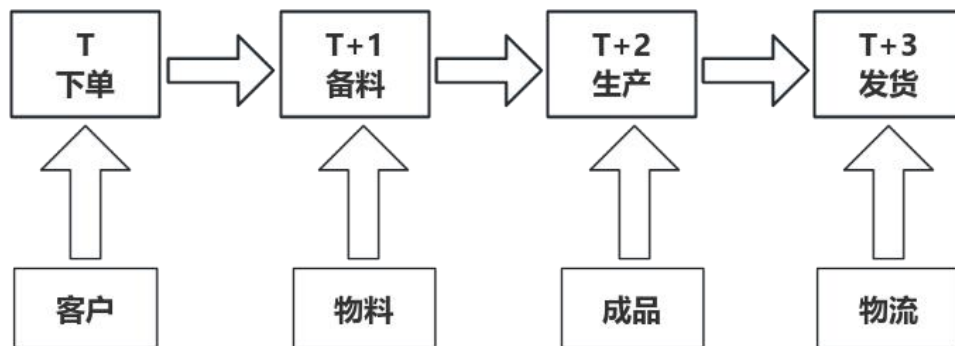 T
下单
T+1
备料
T+2
生产
T+3
发货
客户
物料
成品
物流